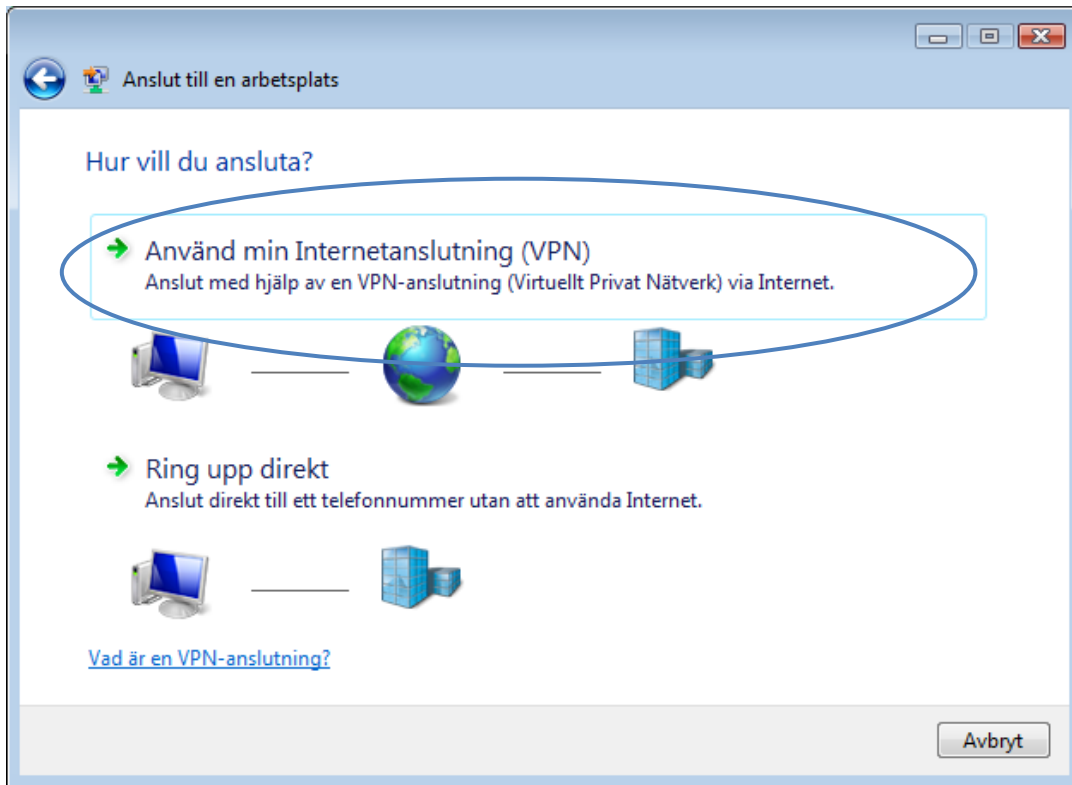 Anslut till en arbetsplats
Hur vill du ansluta?
Använd min Internetanslutning (VPN)
Anslut med hjälp av en VPN-anslutning (Virtuellt Privat Nätverk) via Internet.
Ring upp direkt
Anslut direkt till ett telefonnummer utan att använda Internet.
Vad är en VPN-anslutning?
Avbryt